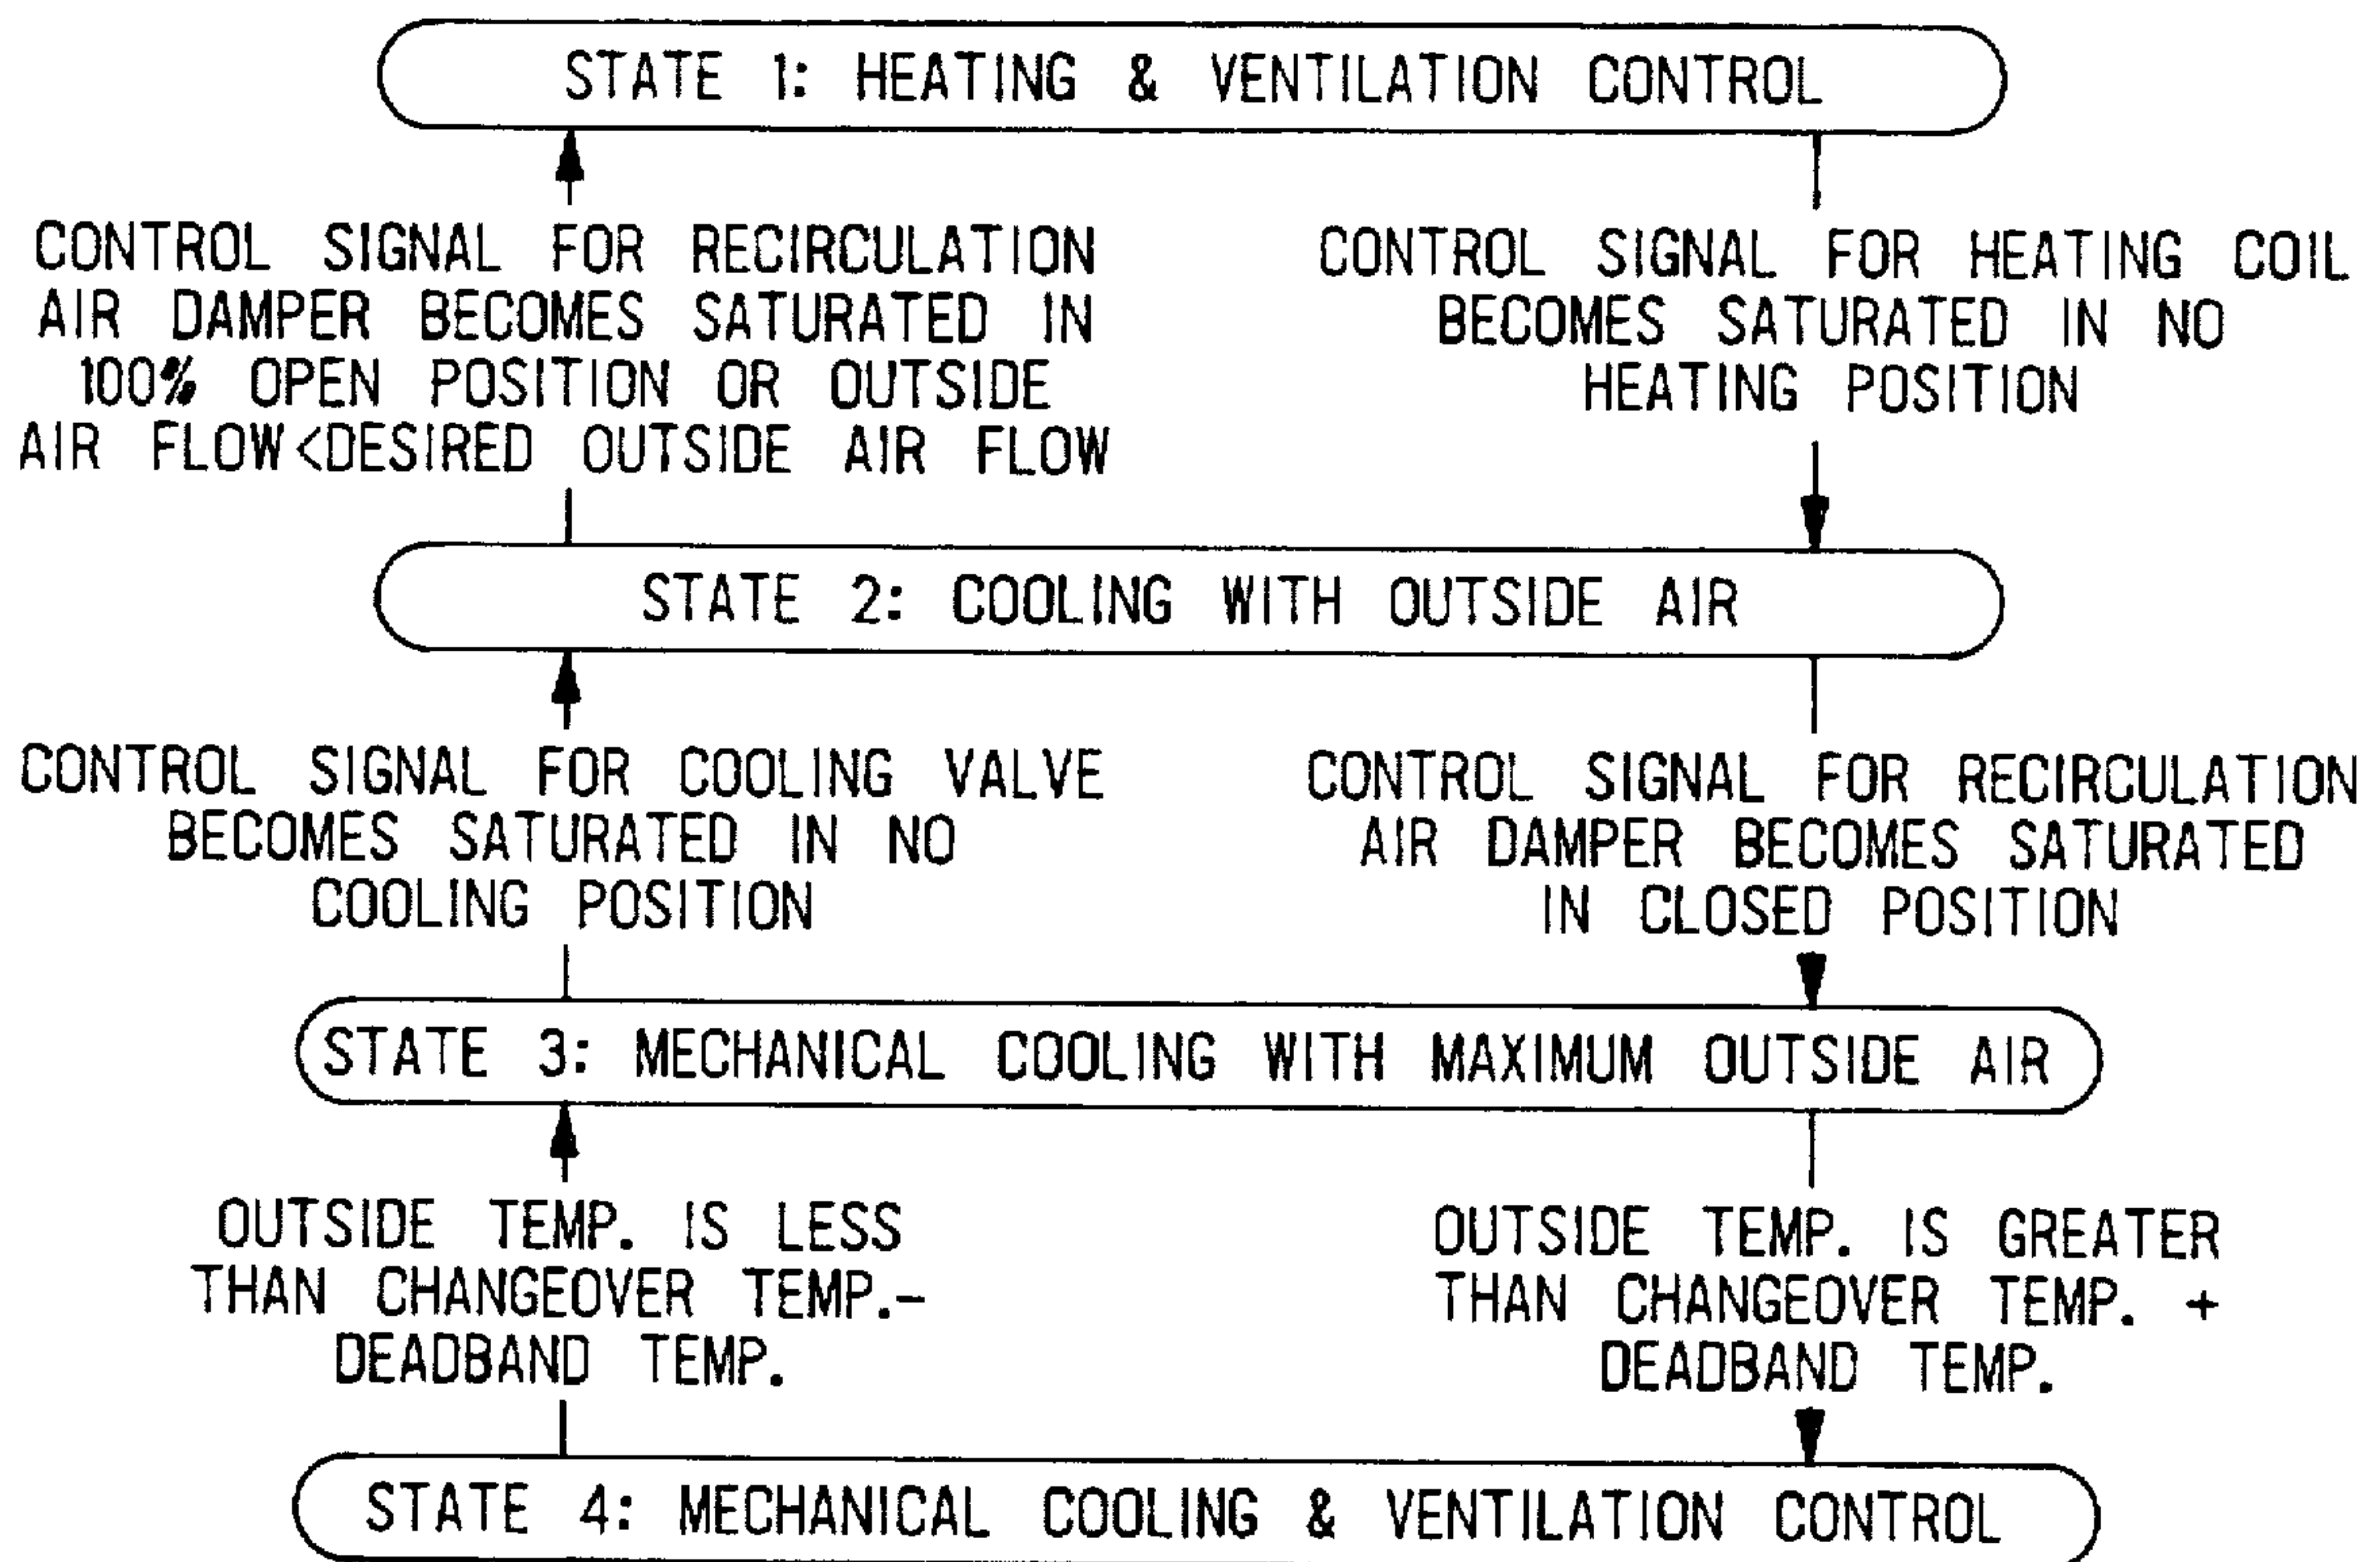 STATE 1: HEATING & VENTILATION CONTROL
CONTROL SIGNAL FOR RECIRCULATION
AIR DAMPER BECOMES SATURATED IN
100% OPEN POSITION OR OUTSIDE
AIR FLOW<DESIRED OUTSIDE AIR FLOW
CONTROL SIGNAL FOR HEATING COIL
BECOMES SATURATED IN NO
HEATING POSITION
STATE 2: COOLING WITH OUTSIDE AIR
CONTROL SIGNAL FOR COOLING VALVE
BECOMES SATURATED IN NO
COOLING POSITION
CONTROL SIGNAL FOR RECIRCULATION
AIR DAMPER BECOMES SATURATED
IN CLOSED POSITION
STATE 3: MECHANICAL COOLING WITH MAXIMUM OUTSIDE AIR
OUTSIDE TEMP. IS LESS
THAN CHANGEOVER TEMP.-
DEADBAND TEMP.
OUTSIDE TEMP. IS GREATER
THAN CHANGEOVER TEMP. +
DEADBAND TEMP.
STATE 4: MECHANICAL COOLING & VENTILATION CONTROL